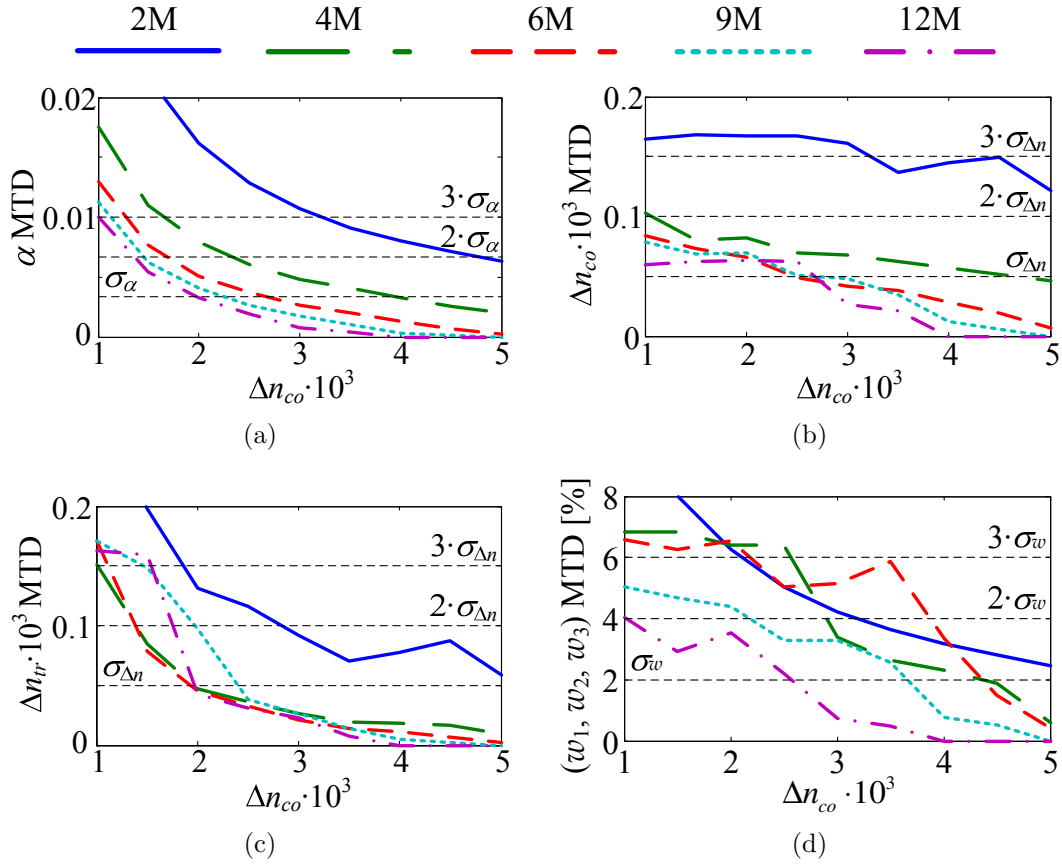 2M 4M 6M 9M 12M
0.02
0.01
0
α MTD
3·σα
2·σα
σα
1 2 3 4 5
Δnco·10³
(a)
0.2
0.1
0
Δnco·10³ MTD
3·σΔn
2·σΔn
σΔn
1 2 3 4 5
Δnco·10³
(b)
0.2
0.1
0
Δntr·10³ MTD
3·σΔn
2·σΔn
σΔn
1 2 3 4 5
Δnco·10³
(c)
8
6
4
2
0
(w1, w2, w3) MTD [%]
3·σw
2·σw
σw
1 2 3 4 5
Δnco·10³
(d)